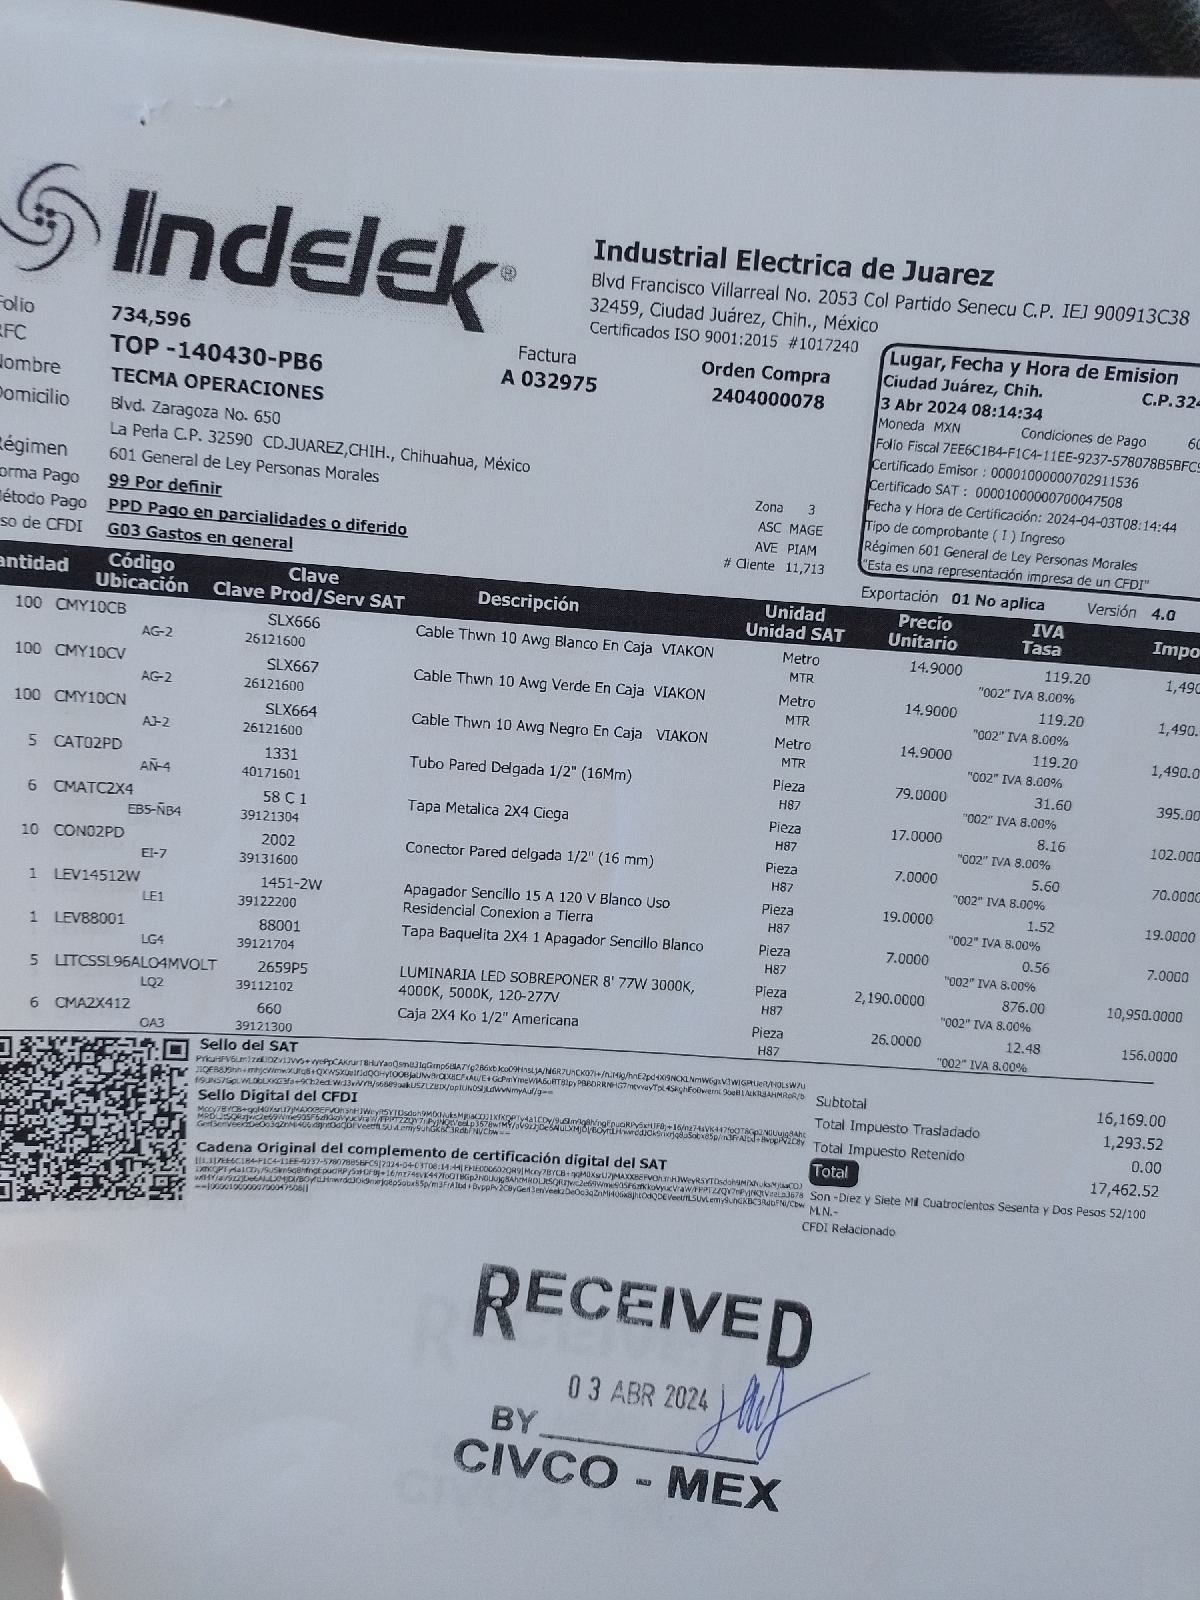 Indelek®
Industrial Electrica de Juarez
Blvd Francisco Villarreal No. 2053 Col Partido Senecu C.P. IEJ 900913C38
32459, Ciudad Juárez, Chih., México
Certificados ISO 9001:2015 #1017240
Folio 734,596
RFC TOP -140430-PB6
Nombre TECMA OPERACIONES
Domicilio Blvd. Zaragoza No. 650
La Perla C.P. 32590 CD.JUAREZ,CHIH., Chihuahua, México
Régimen 601 General de Ley Personas Morales
Forma Pago 99 Por definir
Método Pago PPD Pago en parcialidades o diferido
Uso de CFDI G03 Gastos en general
Factura
A 032975
Orden Compra
2404000078
Zona 3
ASC MAGE
AVE PIAM
# Cliente 11,713
Lugar, Fecha y Hora de Emision
Ciudad Juárez, Chih. C.P.324
3 Abr 2024 08:14:34
Moneda MXN Condiciones de Pago 60
Folio Fiscal 7EE6C1B4-F1C4-11EE-9237-578078B5BFC9
Certificado Emisor : 00001000000702911536
Certificado SAT : 00001000000700047508
Fecha y Hora de Certificación: 2024-04-03T08:14:44
Tipo de comprobante ( I ) Ingreso
Régimen 601 General de Ley Personas Morales
"Esta es una representación impresa de un CFDI"
Exportación 01 No aplica Versión 4.0
antidad Código Clave Descripción Unidad Precio IVA Impo
Ubicación Clave Prod/Serv SAT Unidad SAT Unitario Tasa
100 CMY10CB SLX666 Cable Thwn 10 Awg Blanco En Caja VIAKON Metro 14.9000 119.20 1,490
AG-2 26121600 MTR "002" IVA 8.00%
100 CMY10CV SLX667 Cable Thwn 10 Awg Verde En Caja VIAKON Metro 14.9000 119.20 1,490.
AG-2 26121600 MTR "002" IVA 8.00%
100 CMY10CN SLX664 Cable Thwn 10 Awg Negro En Caja VIAKON Metro 14.9000 119.20 1,490.0
AJ-2 26121600 MTR "002" IVA 8.00%
5 CAT02PD 1331 Tubo Pared Delgada 1/2" (16Mm) Pieza 79.0000 31.60 395.00
AÑ-4 40171601 H87 "002" IVA 8.00%
6 CMATC2X4 58 C 1 Tapa Metalica 2X4 Ciega Pieza 17.0000 8.16 102.000
EB5-ÑB4 39121304 H87 "002" IVA 8.00%
10 CON02PD 2002 Conector Pared delgada 1/2" (16 mm) Pieza 7.0000 5.60 70.0000
EI-7 39131600 H87 "002" IVA 8.00%
1 LEV14512W 1451-2W Apagador Sencillo 15 A 120 V Blanco Uso Pieza 19.0000 1.52 19.0000
LE1 39122200 Residencial Conexion a Tierra H87 "002" IVA 8.00%
1 LEV88001 88001 Tapa Baquelita 2X4 1 Apagador Sencillo Blanco Pieza 7.0000 0.56 7.0000
LG4 39121704 H87 "002" IVA 8.00%
5 LITCSSL96ALO4MVOLT 2659P5 LUMINARIA LED SOBREPONER 8' 77W 3000K, Pieza 2,190.0000 876.00 10,950.0000
LQ2 39112102 4000K, 5000K, 120-277V H87 "002" IVA 8.00%
6 CMA2X412 660 Caja 2X4 Ko 1/2" Americana Pieza 26.0000 12.48 156.0000
OA3 39121300 H87 "002" IVA 8.00%
Sello del SAT
Sello Digital del CFDI
Cadena Original del complemento de certificación digital del SAT
Subtotal 16,169.00
Total Impuesto Trasladado 1,293.52
Total Impuesto Retenido 0.00
Total 17,462.52
Son -Diez y Siete Mil Cuatrocientos Sesenta y Dos Pesos 52/100
M.N.-
CFDI Relacionado
RECEIVED
03 ABR 2024
BY
CIVCO - MEX